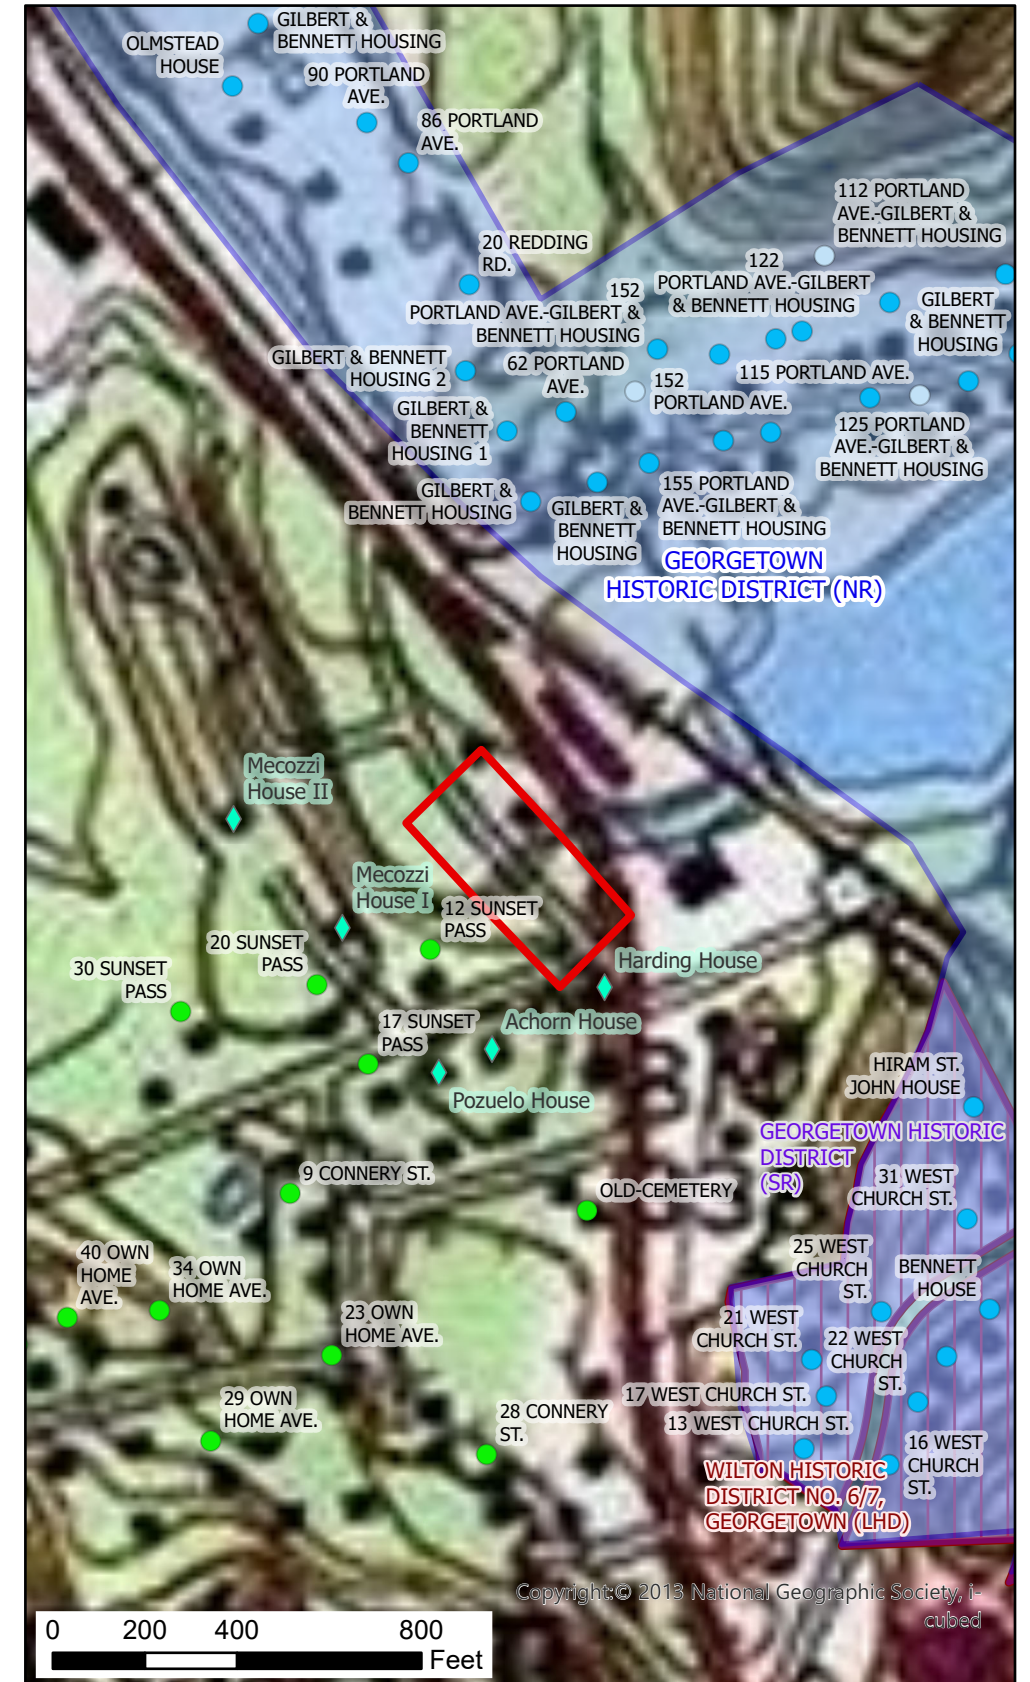 GILBERT &
BENNETT HOUSING
OLMSTEAD
HOUSE
90 PORTLAND
AVE.
86 PORTLAND
AVE.
112 PORTLAND
AVE.-GILBERT &
BENNETT HOUSING
20 REDDING
RD.
122
PORTLAND AVE.-GILBERT
& BENNETT HOUSING
152
PORTLAND AVE.-GILBERT &
BENNETT HOUSING
GILBERT
& BENNETT
HOUSING
GILBERT & BENNETT
HOUSING 2
62 PORTLAND
AVE.
152
PORTLAND AVE.
115 PORTLAND AVE.
GILBERT &
BENNETT
HOUSING 1
125 PORTLAND
AVE.-GILBERT &
BENNETT HOUSING
GILBERT &
BENNETT HOUSING
GILBERT &
BENNETT
HOUSING
155 PORTLAND
AVE.-GILBERT &
BENNETT HOUSING
GEORGETOWN
HISTORIC DISTRICT (NR)
Mecozzi
House II
Mecozzi
House I
12 SUNSET
PASS
20 SUNSET
PASS
30 SUNSET
PASS
Harding House
17 SUNSET
PASS
Achorn House
Pozuelo House
HIRAM ST.
JOHN HOUSE
GEORGETOWN HISTORIC
DISTRICT
(SR)
9 CONNERY ST.
OLD-CEMETERY
31 WEST
CHURCH ST.
40 OWN
HOME
AVE.
34 OWN
HOME AVE.
25 WEST
CHURCH
ST.
BENNETT
HOUSE
23 OWN
HOME AVE.
21 WEST
CHURCH ST.
22 WEST
CHURCH
ST.
29 OWN
HOME AVE.
17 WEST CHURCH ST.
28 CONNERY
ST.
13 WEST CHURCH ST.
16 WEST
CHURCH
ST.
WILTON HISTORIC
DISTRICT NO. 6/7,
GEORGETOWN (LHD)
Copyright:© 2013 National Geographic Society, i-
cubed
0 200 400 800
Feet